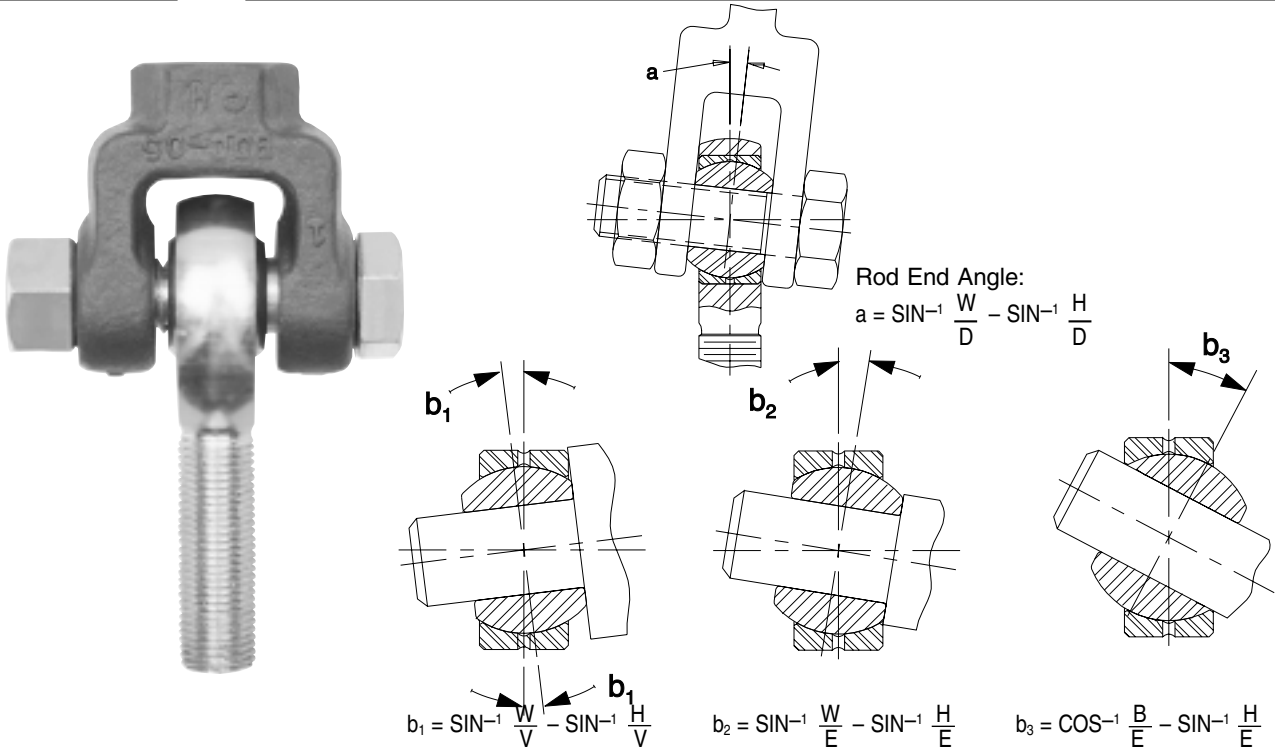 a
Rod End Angle:
a = SIN⁻¹ W/D – SIN⁻¹ H/D
b₁
b₂
b₃
b₁
b₁ = SIN⁻¹ W/V – SIN⁻¹ H/V
b₂ = SIN⁻¹ W/E – SIN⁻¹ H/E
b₃ = COS⁻¹ B/E – SIN⁻¹ H/E